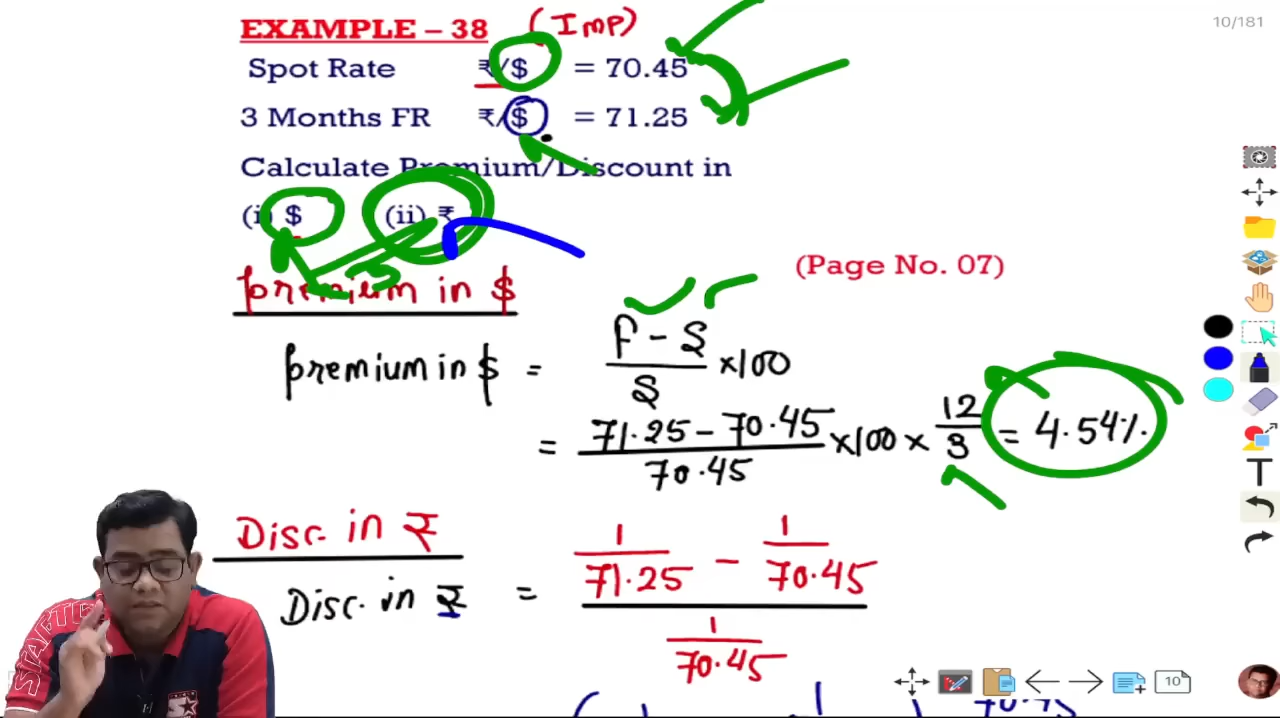 10/181
EXAMPLE – 38 (IMP)
Spot Rate ₹/$ = 70.45
3 Months FR ₹/$ = 71.25
Calculate Premium/Discount in
(i) $ (ii) ₹
(Page No. 07)
premium in $
premium in $ = F - S / S ×100
= 71.25 - 70.45 / 70.45 ×100 × 12/3 = 4.54%.
Disc. in ₹
Disc. in ₹ = 1/71.25 - 1/70.45
1/70.45
STARTE
10